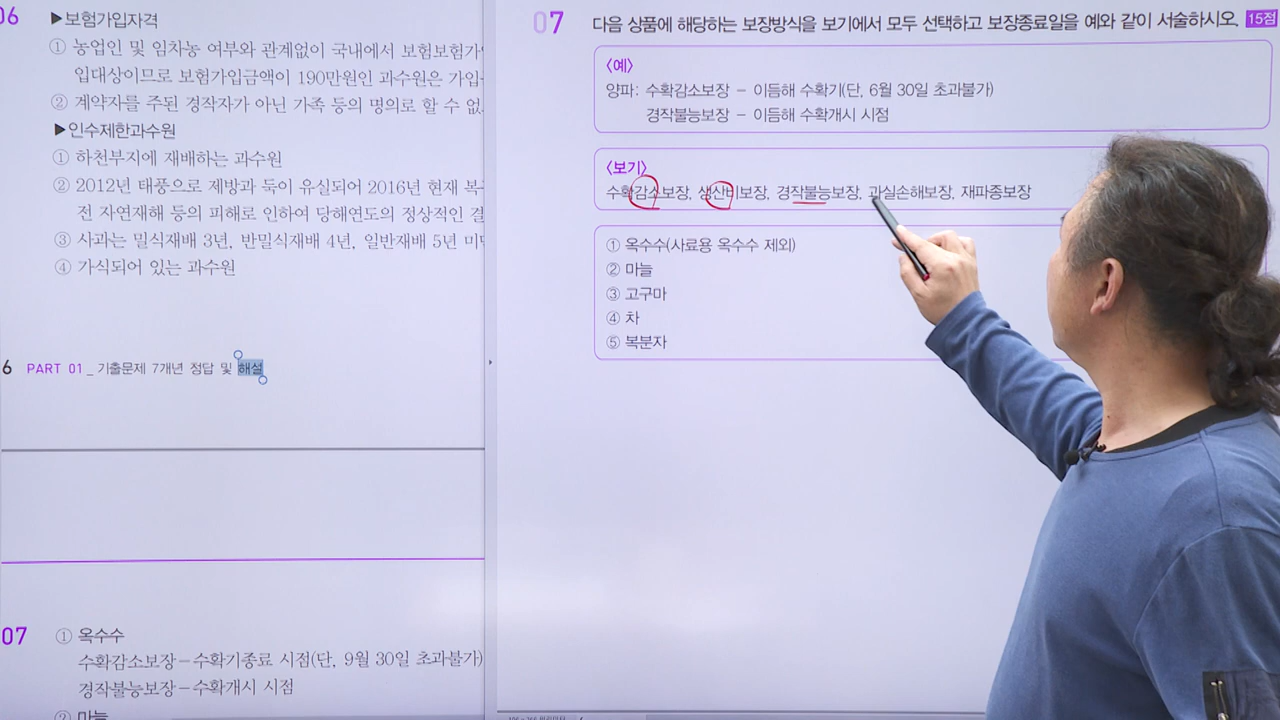 06
▶보험가입자격
① 농업인 및 임차농 여부와 관계없이 국내에서 보험보험가
입대상이므로 보험가입금액이 190만원인 과수원은 가입
② 계약자를 주된 경작자가 아닌 가족 등의 명의로 할 수 없
▶인수제한과수원
① 하천부지에 재배하는 과수원
② 2012년 태풍으로 제방과 둑이 유실되어 2016년 현재 복
전 자연재해 등의 피해로 인하여 당해연도의 정상적인 결
③ 사과는 밀식재배 3년, 반밀식재배 4년, 일반재배 5년 미
④ 가식되어 있는 과수원
6 PART 01 _ 기출문제 7개년 정답 및 해설
07
① 옥수수
수확감소보장-수확기종료 시점(단, 9월 30일 초과불가)
경작불능보장-수확개시 시점
② 마늘
07 다음 상품에 해당하는 보장방식을 보기에서 모두 선택하고 보장종료일을 예와 같이 서술하시오. 15점
〈예〉
양파: 수확감소보장 - 이듬해 수확기(단, 6월 30일 초과불가)
경작불능보장 - 이듬해 수확개시 시점
〈보기〉
수확감소보장, 생산비보장, 경작불능보장, 과실손해보장, 재파종보장
① 옥수수(사료용 옥수수 제외)
② 마늘
③ 고구마
④ 차
⑤ 복분자